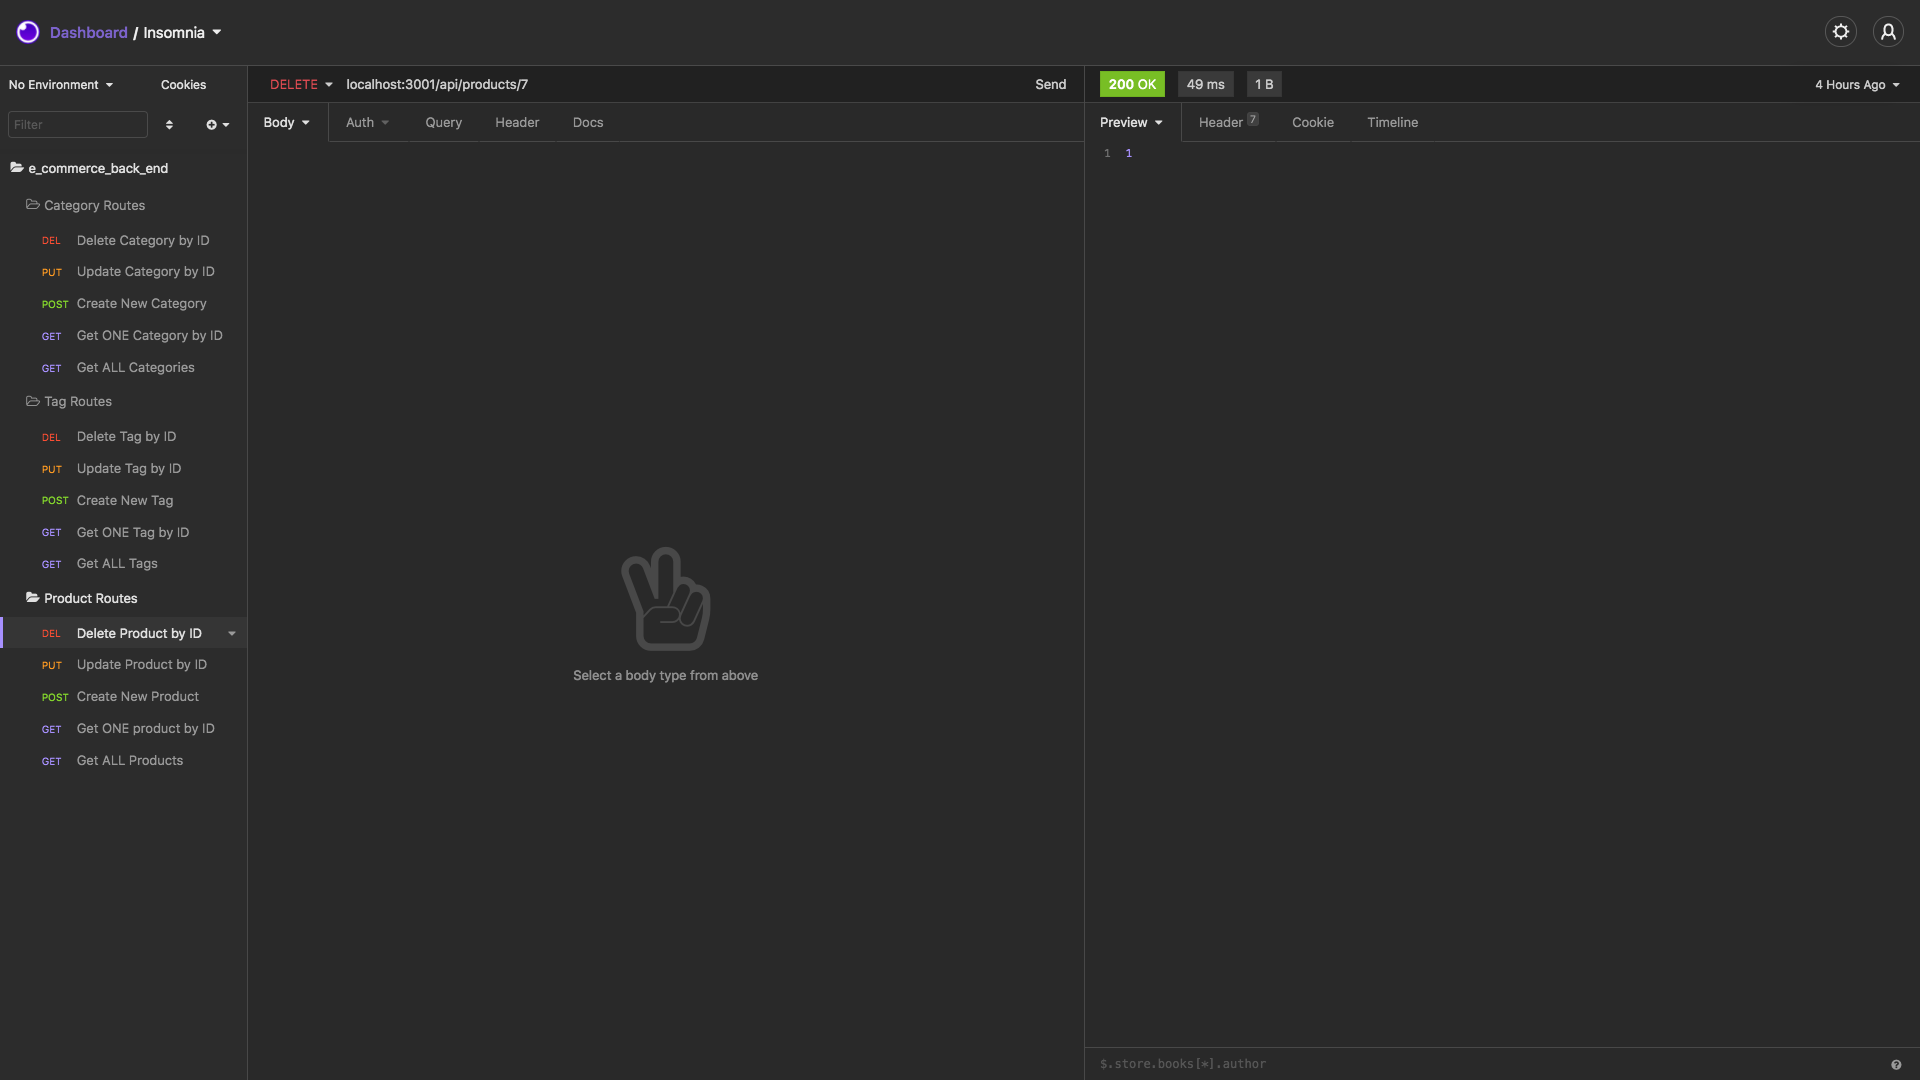 Dashboard / Insomnia
No Environment
Cookies
DELETE
localhost:3001/api/products/7
Send
200 OK
49 ms
1 B
4 Hours Ago
Filter
Body
Auth
Query
Header
Docs
Preview
Header 7
Cookie
Timeline
1 1
e_commerce_back_end
Category Routes
DEL Delete Category by ID
PUT Update Category by ID
POST Create New Category
GET Get ONE Category by ID
GET Get ALL Categories
Tag Routes
DEL Delete Tag by ID
PUT Update Tag by ID
POST Create New Tag
GET Get ONE Tag by ID
GET Get ALL Tags
Product Routes
DEL Delete Product by ID
PUT Update Product by ID
POST Create New Product
GET Get ONE product by ID
GET Get ALL Products
Select a body type from above
$.store.books[*].author